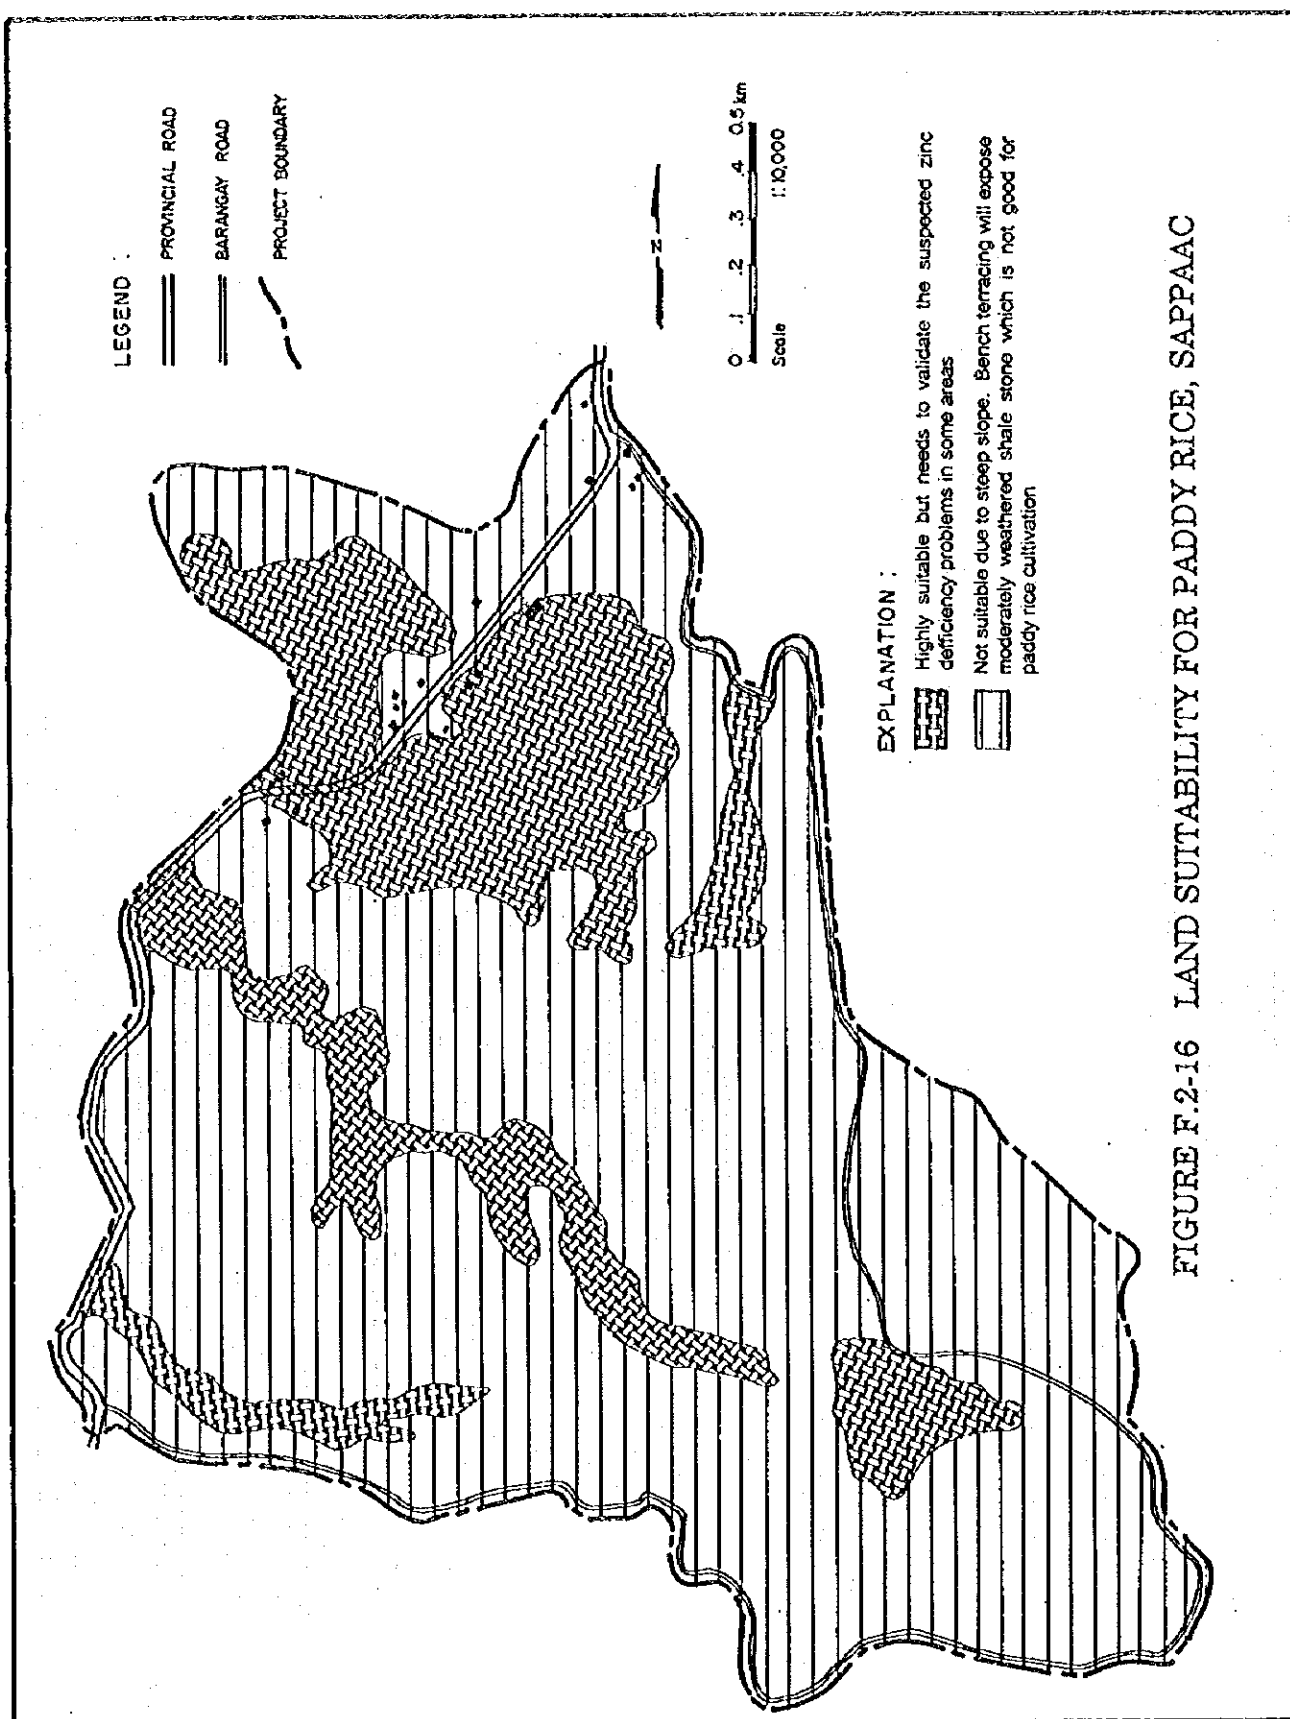 LEGEND :
PROVINCIAL ROAD
BARANGAY ROAD
PROJECT BOUNDARY
N
0 .1 .2 .3 .4 0.5 km
Scale 1:10,000
EXPLANATION :
Highly suitable but needs to validate the suspected zinc
defficiency problems in some areas
Not suitable due to steep slope. Bench terracing will expose
moderately weathered shale stone which is not good for
paddy rice cultivation
FIGURE F.2-16 LAND SUITABILITY FOR PADDY RICE, SAPPAAC